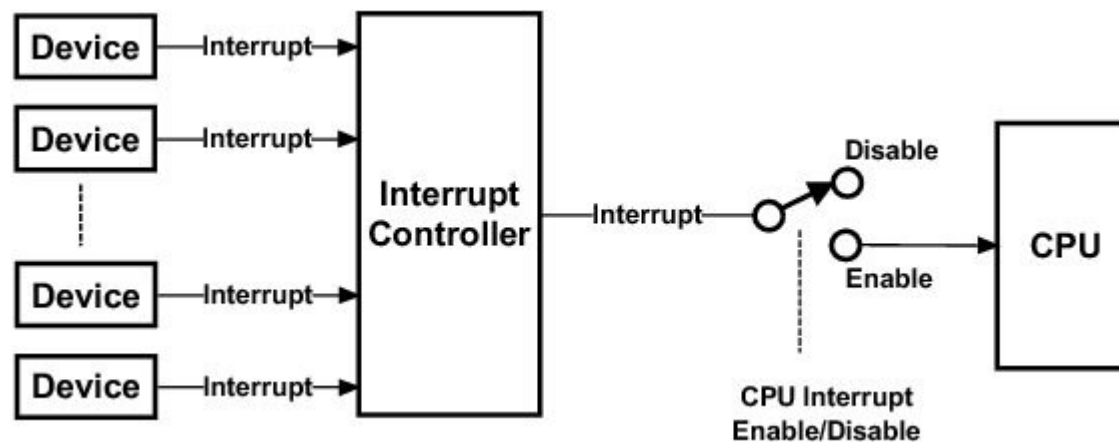 Device
Interrupt
Device
Interrupt
Device
Interrupt
Device
Interrupt
Interrupt
Controller
Interrupt
Disable
Enable
CPU
CPU Interrupt
Enable/Disable